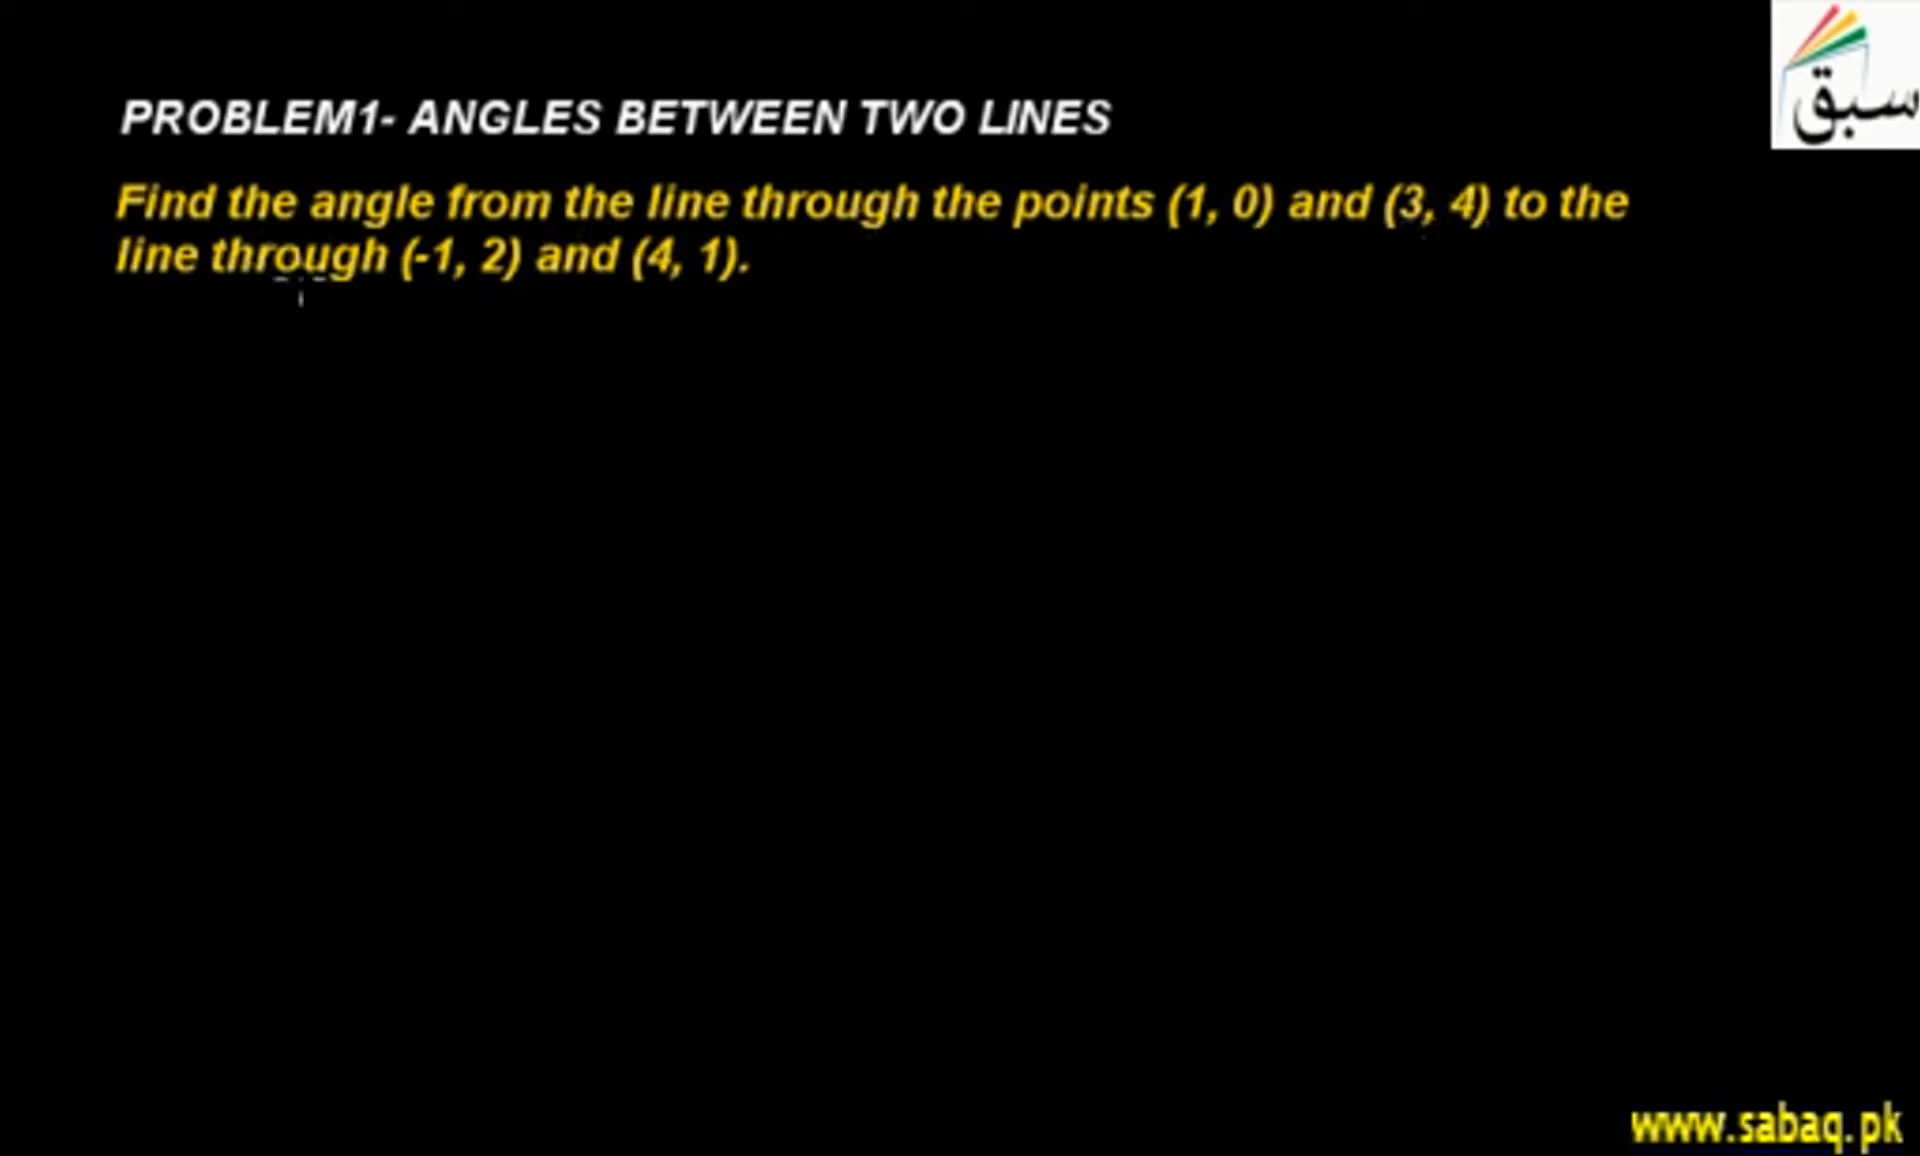 سبق
PROBLEM1- ANGLES BETWEEN TWO LINES
Find the angle from the line through the points (1, 0) and (3, 4) to the
line through (-1, 2) and (4, 1).
www.sabaq.pk